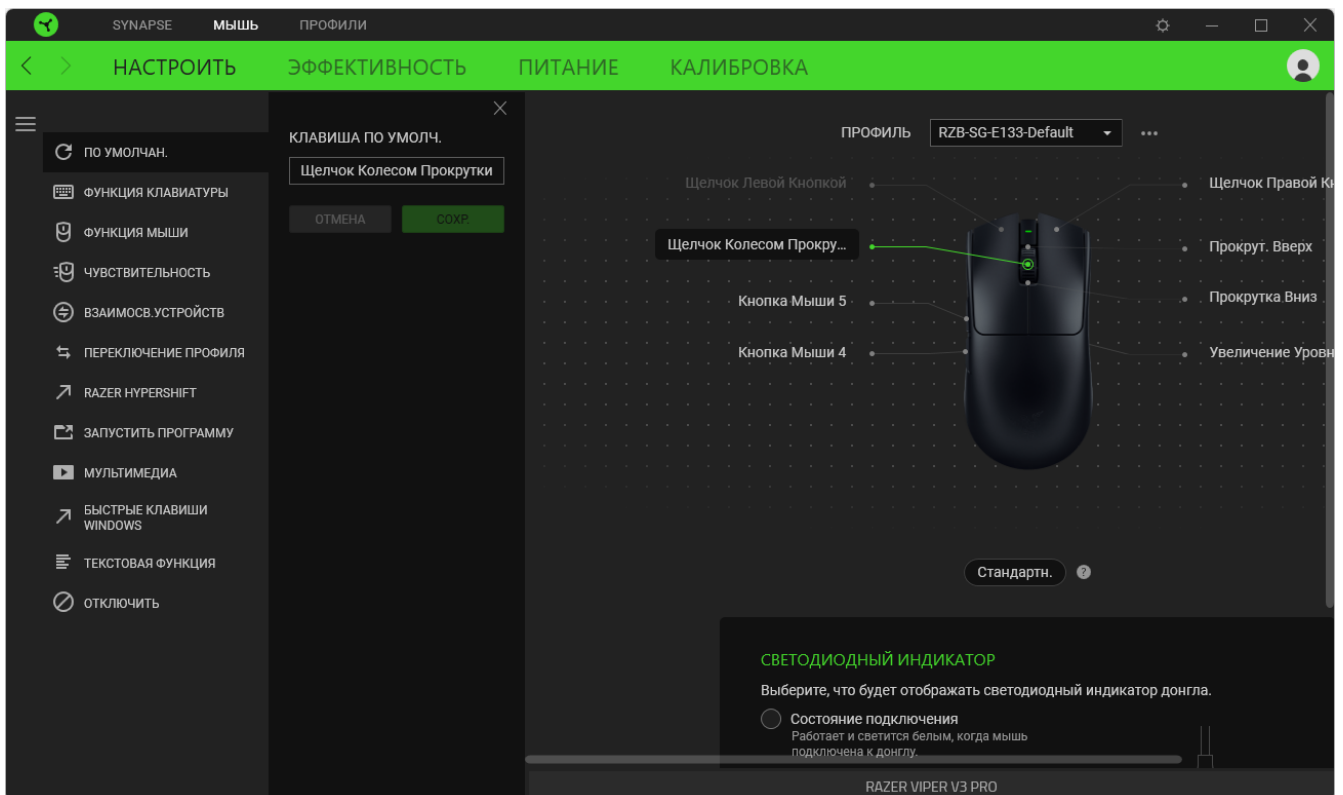 SYNAPSE МЫШЬ ПРОФИЛИ
НАСТРОИТЬ ЭФФЕКТИВНОСТЬ ПИТАНИЕ КАЛИБРОВКА
ПО УМОЛЧАН.
ФУНКЦИЯ КЛАВИАТУРЫ
ФУНКЦИЯ МЫШИ
ЧУВСТВИТЕЛЬНОСТЬ
ВЗАИМОСВ.УСТРОЙСТВ
ПЕРЕКЛЮЧЕНИЕ ПРОФИЛЯ
RAZER HYPERSHIFT
ЗАПУСТИТЬ ПРОГРАММУ
МУЛЬТИМЕДИА
БЫСТРЫЕ КЛАВИШИ
WINDOWS
ТЕКСТОВАЯ ФУНКЦИЯ
ОТКЛЮЧИТЬ
КЛАВИША ПО УМОЛЧ.
Щелчок Колесом Прокрутки
ОТМЕНА СОХР.
ПРОФИЛЬ RZB-SG-E133-Default
Щелчок Левой Кнопкой
Щелчок Колесом Прокру...
Кнопка Мыши 5
Кнопка Мыши 4
Щелчок Правой Кн
Прокрут. Вверх
Прокрутка Вниз
Увеличение Уровн
Стандартн. ?
СВЕТОДИОДНЫЙ ИНДИКАТОР
Выберите, что будет отображать светодиодный индикатор донгла.
Состояние подключения
Работает и светится белым, когда мышь
подключена к донглу.
RAZER VIPER V3 PRO